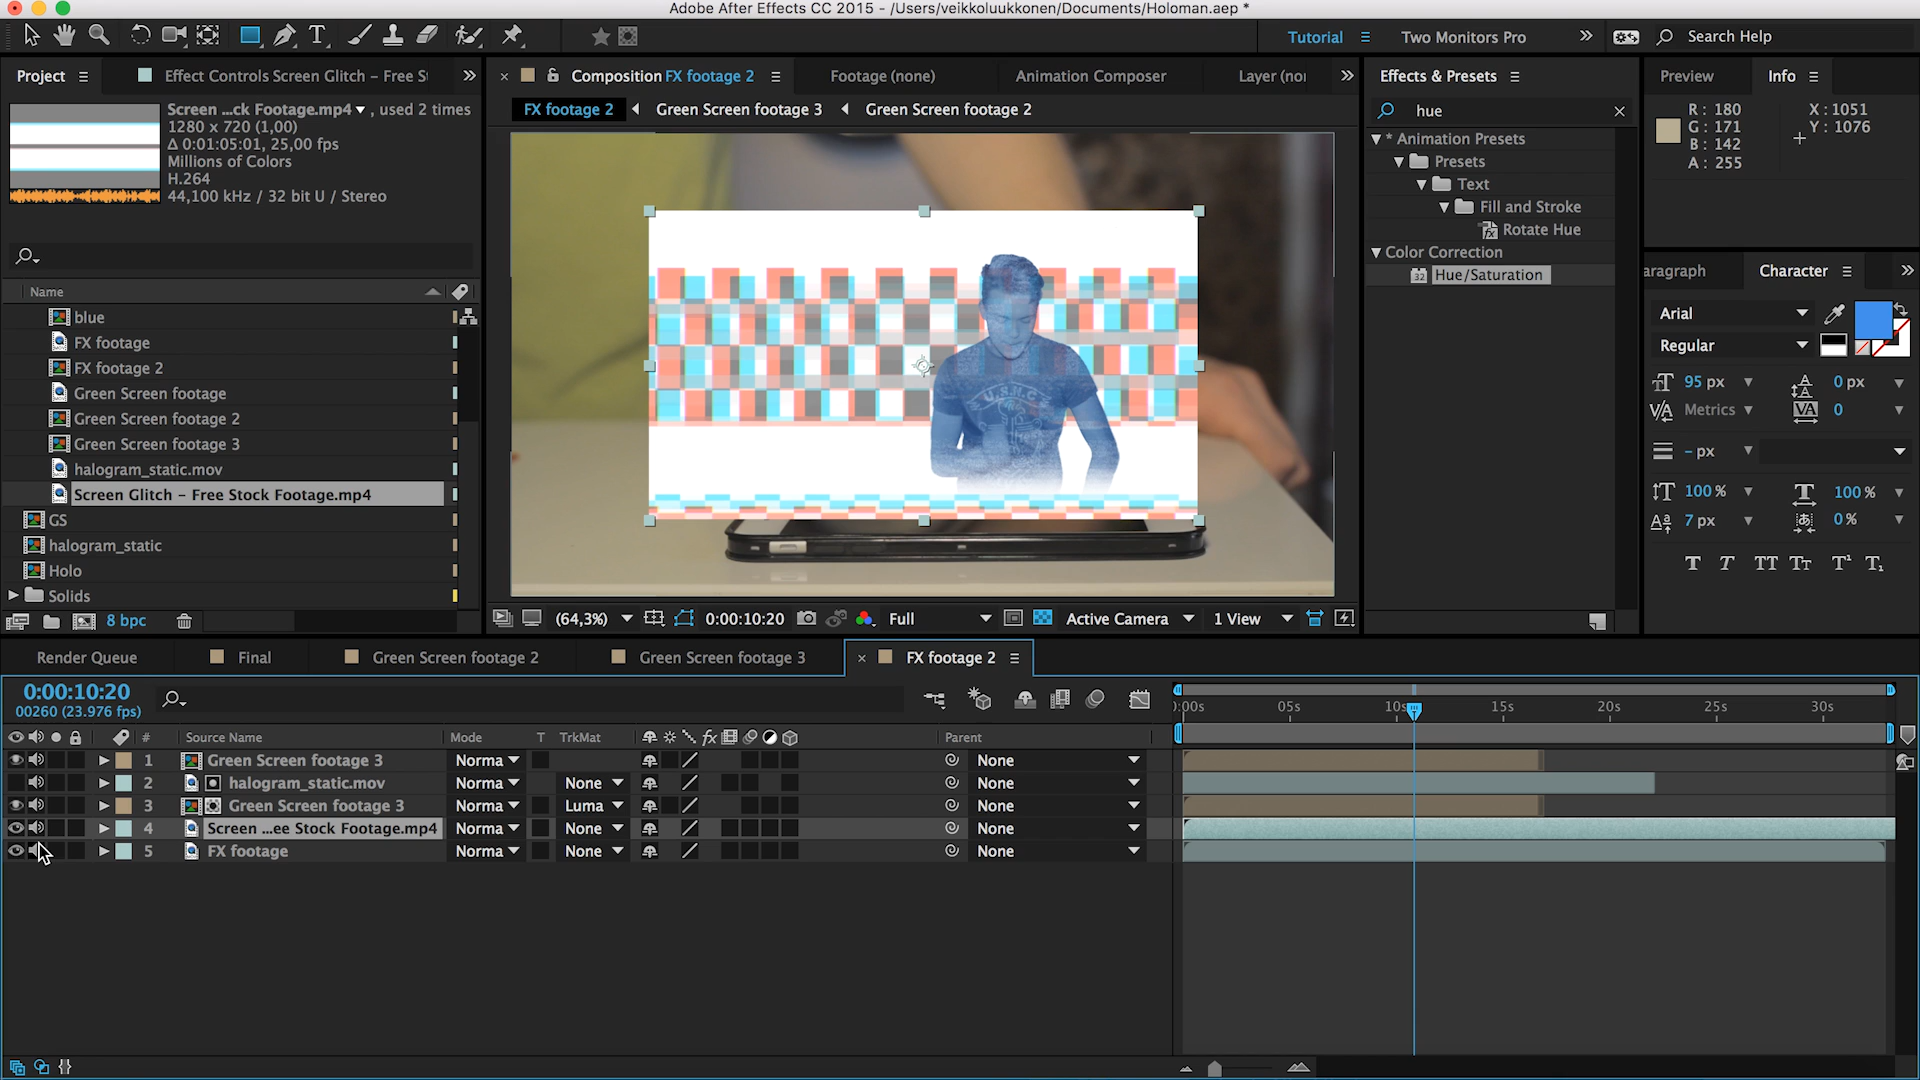 Adobe After Effects CC 2015 - /Users/veikkoluukkonen/Documents/Holoman.aep *
Tutorial
Two Monitors Pro
Search Help
Project
Effect Controls Screen Glitch – Free St
Composition FX footage 2
Footage (none)
Animation Composer
Layer (no
Effects & Presets
Preview
Info
Screen ...ck Footage.mp4 , used 2 times
1280 x 720 (1,00)
Δ 0:01:05:01, 25,00 fps
Millions of Colors
H.264
44,100 kHz / 32 bit U / Stereo
FX footage 2
Green Screen footage 3
Green Screen footage 2
hue
* Animation Presets
Presets
Text
Fill and Stroke
Rotate Hue
Color Correction
32 Hue/Saturation
R: 180
G: 171
B: 142
A: 255
X: 1051
Y: 1076
aragraph
Character
Arial
Regular
95 px
0 px
Metrics
0
- px
100 %
100 %
7 px
0 %
Name
blue
FX footage
FX footage 2
Green Screen footage
Green Screen footage 2
Green Screen footage 3
halogram_static.mov
Screen Glitch – Free Stock Footage.mp4
GS
halogram_static
Holo
Solids
8 bpc
(64,3%)
0:00:10:20
Full
Active Camera
1 View
Render Queue
Final
Green Screen footage 2
Green Screen footage 3
FX footage 2
0:00:10:20
00260 (23.976 fps)
:00s
05s
10s
15s
20s
25s
30s
#
Source Name
Mode
T
TrkMat
fx
Parent
1 Green Screen footage 3 Norma None
2 halogram_static.mov Norma None None
3 Green Screen footage 3 Norma Luma None
4 Screen ...ee Stock Footage.mp4 Norma None None
5 FX footage Norma None None